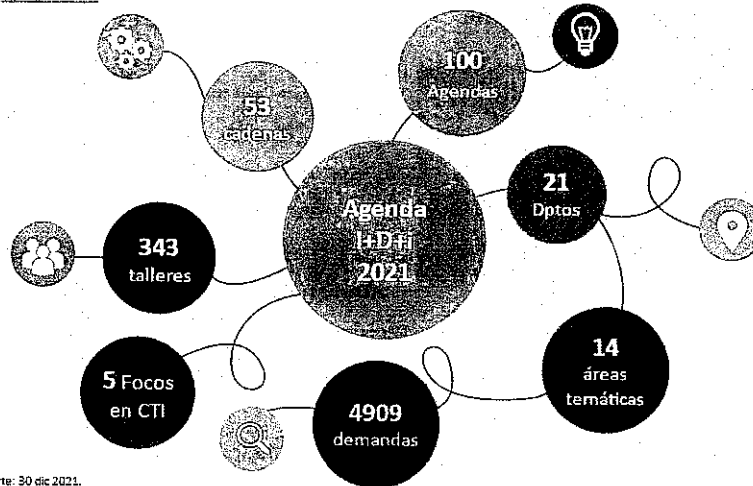 100
Agendas
53
cadenas
21
Dptos
Agenda
I+D+i
2021
343
talleres
14
áreas
temáticas
5 Focos
en CTI
4909
demandas
rte: 30 dic 2021.